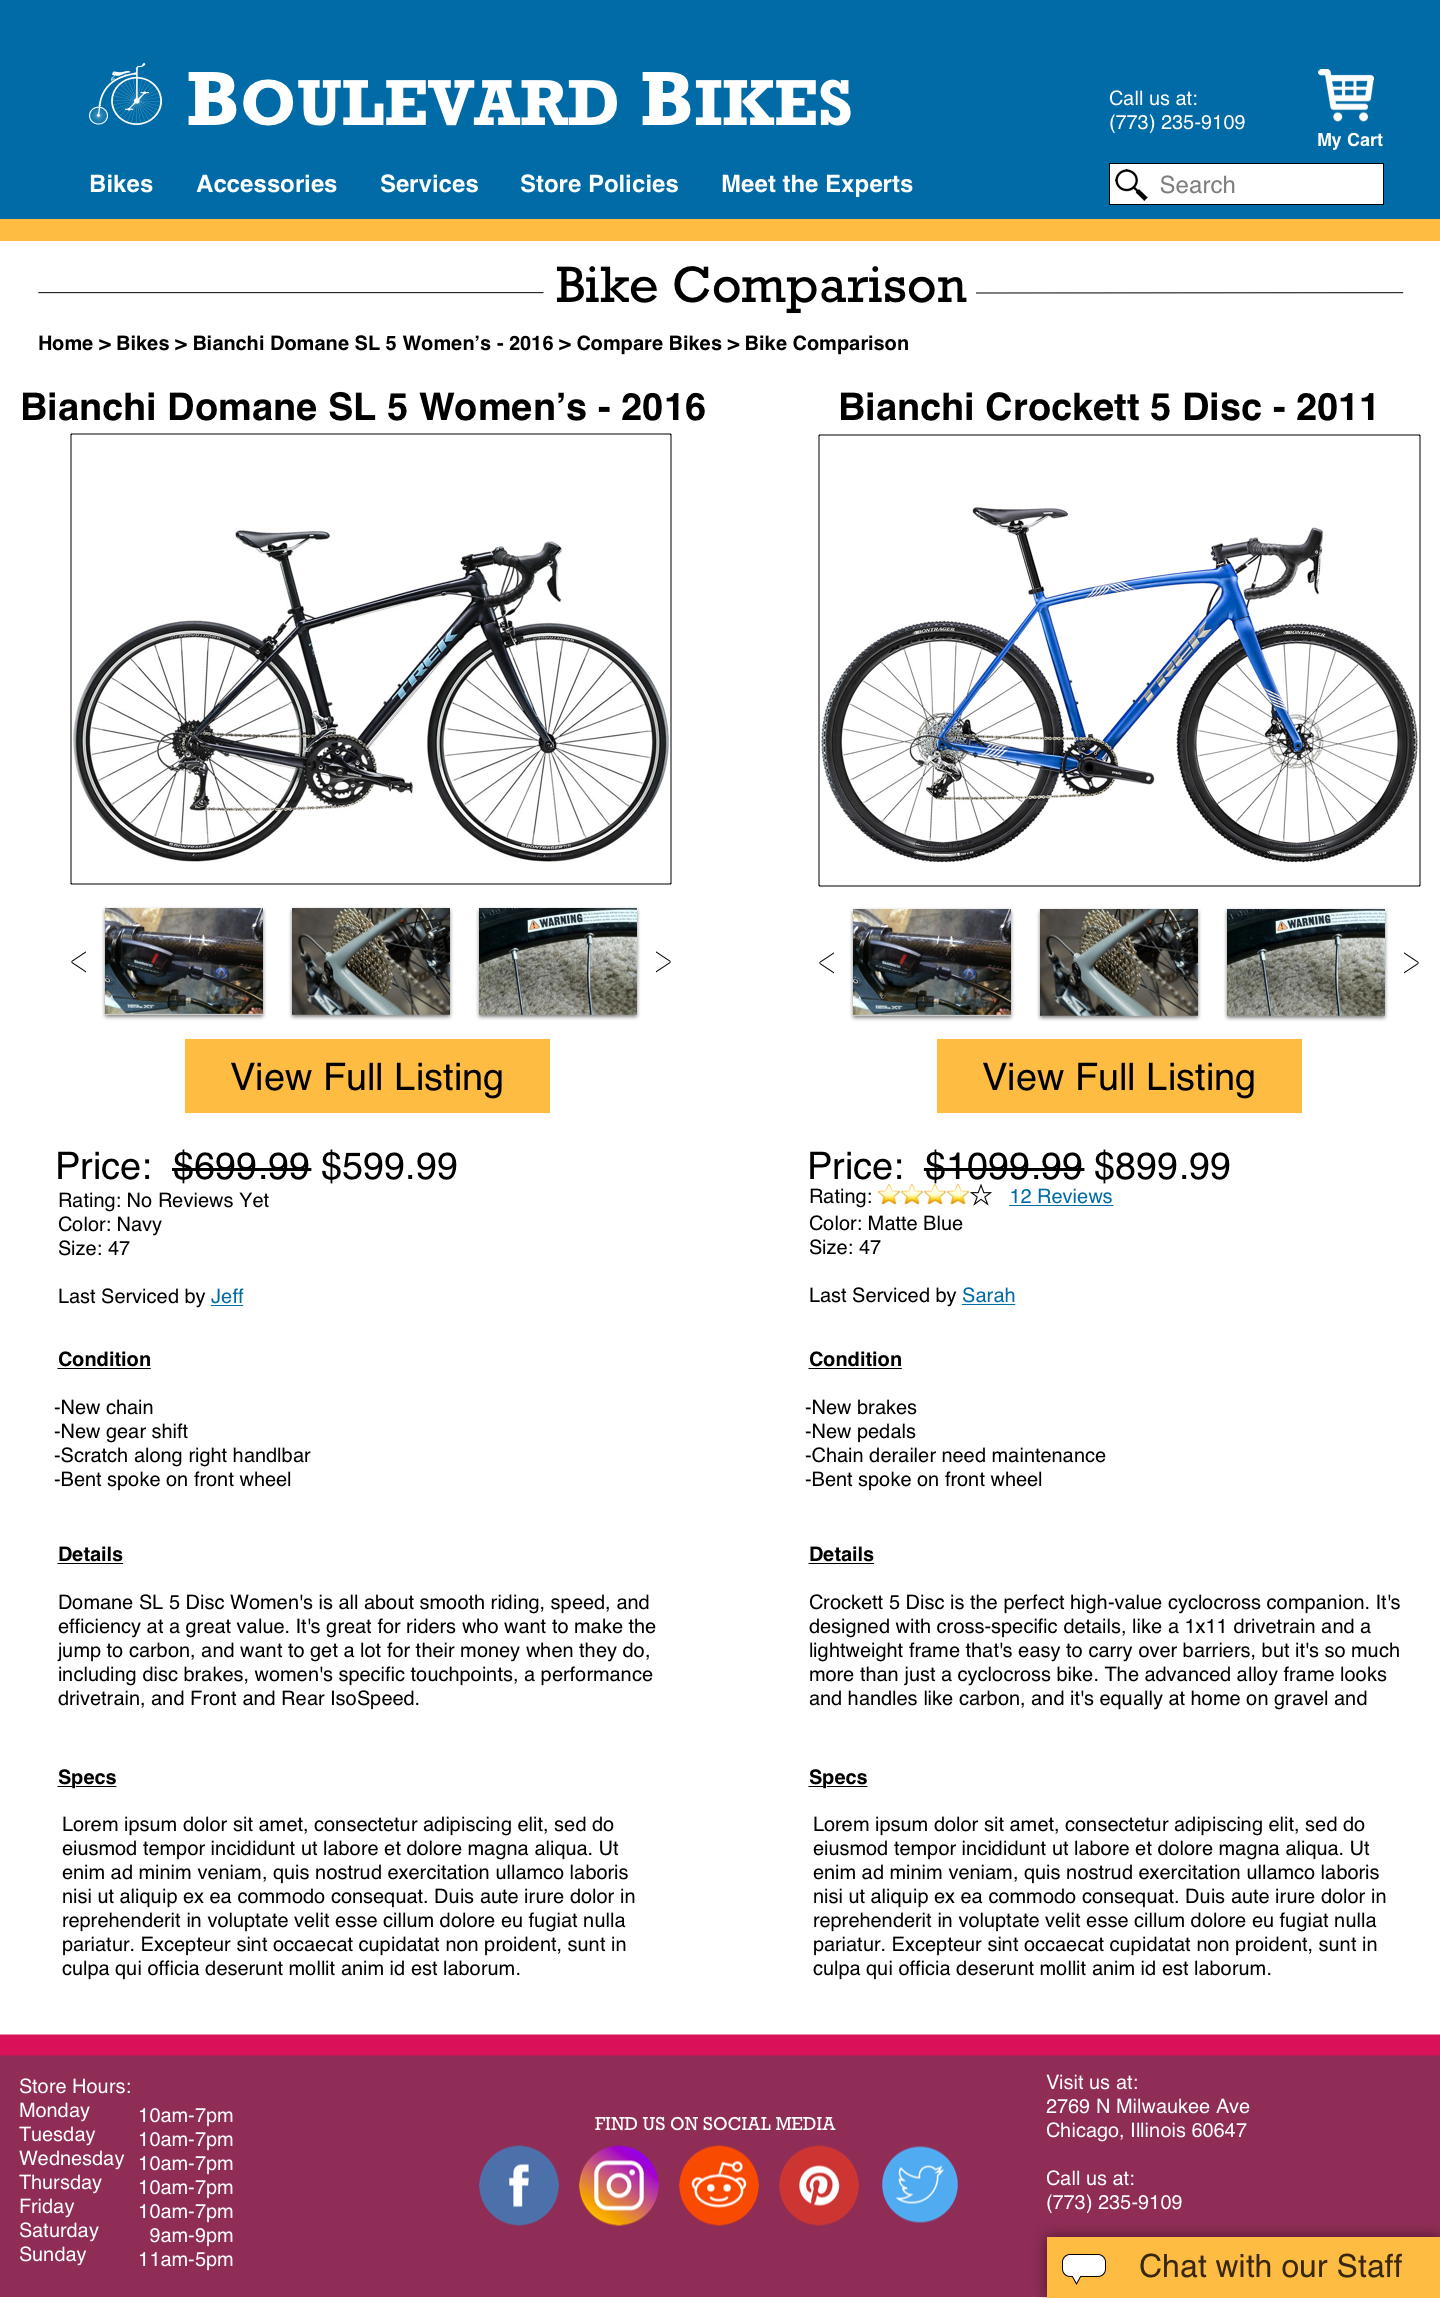 BOULEVARD BIKES
Call us at:
(773) 235-9109
My Cart
Bikes Accessories Services Store Policies Meet the Experts
Search
Bike Comparison
Home > Bikes > Bianchi Domane SL 5 Women’s - 2016 > Compare Bikes > Bike Comparison
Bianchi Domane SL 5 Women’s - 2016
TREK
WARNING
<
>
View Full Listing
Price: $699.99 $599.99
Rating: No Reviews Yet
Color: Navy
Size: 47
Last Serviced by Jeff
Condition
-New chain
-New gear shift
-Scratch along right handlbar
-Bent spoke on front wheel
Details
Domane SL 5 Disc Women's is all about smooth riding, speed, and
efficiency at a great value. It's great for riders who want to make the
jump to carbon, and want to get a lot for their money when they do,
including disc brakes, women's specific touchpoints, a performance
drivetrain, and Front and Rear IsoSpeed.
Specs
Lorem ipsum dolor sit amet, consectetur adipiscing elit, sed do
eiusmod tempor incididunt ut labore et dolore magna aliqua. Ut
enim ad minim veniam, quis nostrud exercitation ullamco laboris
nisi ut aliquip ex ea commodo consequat. Duis aute irure dolor in
reprehenderit in voluptate velit esse cillum dolore eu fugiat nulla
pariatur. Excepteur sint occaecat cupidatat non proident, sunt in
culpa qui officia deserunt mollit anim id est laborum.
Bianchi Crockett 5 Disc - 2011
BONTRAGER
BONTRAGER
TREK
WARNING
<
>
View Full Listing
Price: $1099.99 $899.99
Rating: 12 Reviews
Color: Matte Blue
Size: 47
Last Serviced by Sarah
Condition
-New brakes
-New pedals
-Chain derailer need maintenance
-Bent spoke on front wheel
Details
Crockett 5 Disc is the perfect high-value cyclocross companion. It's
designed with cross-specific details, like a 1x11 drivetrain and a
lightweight frame that's easy to carry over barriers, but it's so much
more than just a cyclocross bike. The advanced alloy frame looks
and handles like carbon, and it's equally at home on gravel and
Specs
Lorem ipsum dolor sit amet, consectetur adipiscing elit, sed do
eiusmod tempor incididunt ut labore et dolore magna aliqua. Ut
enim ad minim veniam, quis nostrud exercitation ullamco laboris
nisi ut aliquip ex ea commodo consequat. Duis aute irure dolor in
reprehenderit in voluptate velit esse cillum dolore eu fugiat nulla
pariatur. Excepteur sint occaecat cupidatat non proident, sunt in
culpa qui officia deserunt mollit anim id est laborum.
Store Hours:
Monday 10am-7pm
Tuesday 10am-7pm
Wednesday 10am-7pm
Thursday 10am-7pm
Friday 10am-7pm
Saturday 9am-9pm
Sunday 11am-5pm
FIND US ON SOCIAL MEDIA
Visit us at:
2769 N Milwaukee Ave
Chicago, Illinois 60647
Call us at:
(773) 235-9109
Chat with our Staff